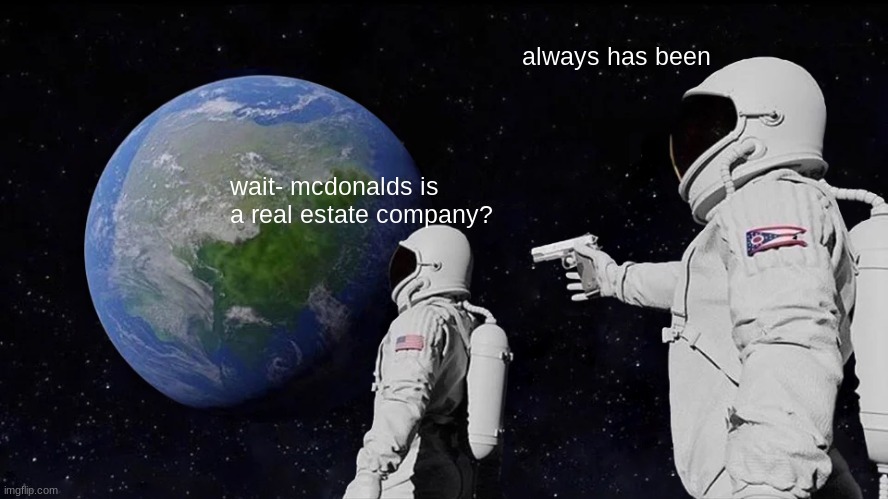 always has been
wait- mcdonalds is
a real estate company?
imgflip.com